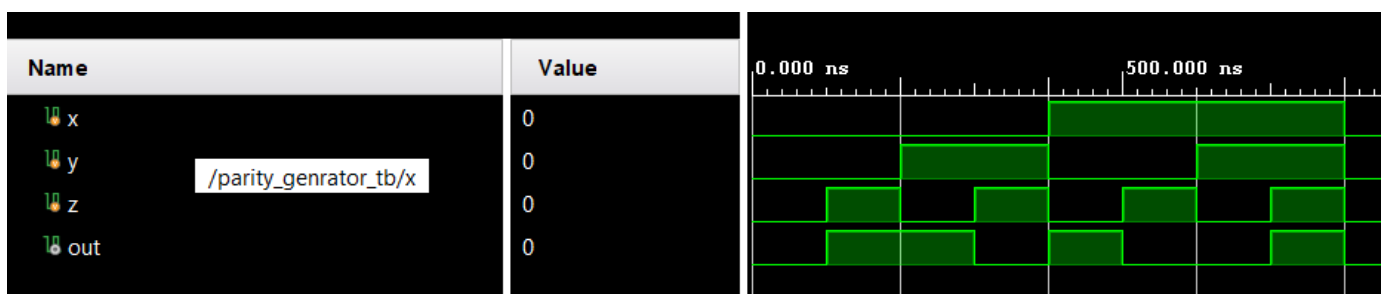 Name Value 0.000 ns 500.000 ns
x 0
y 0
/parity_genrator_tb/x
z 0
out 0